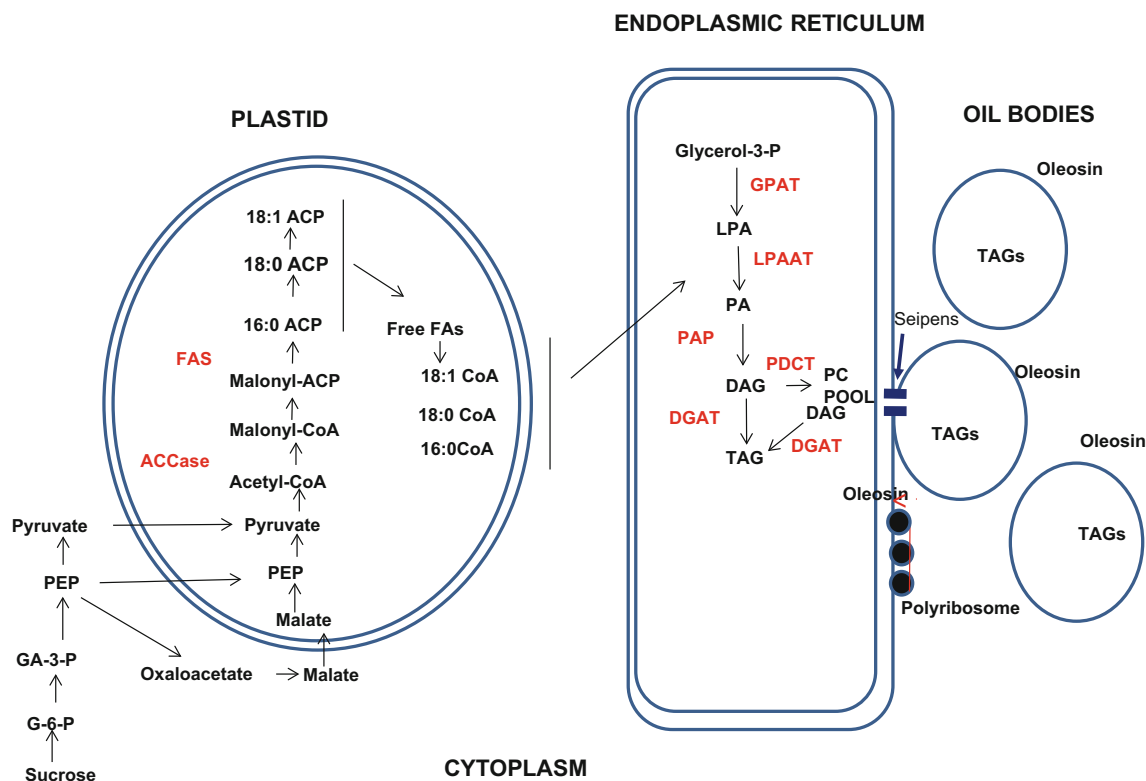 ENDOPLASMIC RETICULUM
PLASTID
OIL BODIES
18:1 ACP
18:0 ACP
16:0 ACP
FAS
Malonyl-ACP
Malonyl-CoA
ACCase
Acetyl-CoA
Pyruvate
PEP
Malate
Free FAs
18:1 CoA
18:0 CoA
16:0CoA
Pyruvate
PEP
GA-3-P
G-6-P
Sucrose
Oxaloacetate
Malate
CYTOPLASM
Glycerol-3-P
GPAT
LPA
LPAAT
PA
PAP
PDCT
DAG
PC
POOL
DAG
DGAT
DGAT
TAG
Oleosin
Polyribosome
Seipens
Oleosin
TAGs
Oleosin
TAGs
Oleosin
TAGs